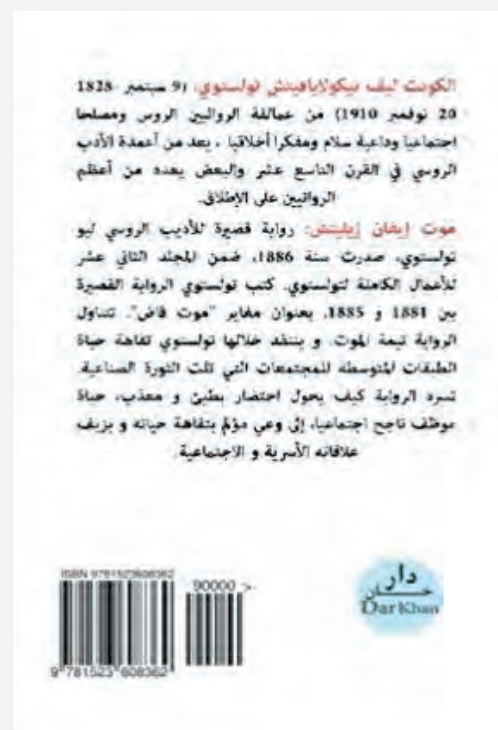 الكونت ليف نيكولايافيتش تولستوي، (9 سبتمبر 1828-
20 نوفمبر 1910) من عمالقة الروائيين الروس ومصلحا
اجتماعيا وداعية سلام ومفكرا أخلاقيا . يعد من أعمدة الأدب
الروسي في القرن التاسع عشر والبعض يعده من أعظم
الروائيين على الإطلاق.
موت إيفان إيليتش: رواية قصيرة للأديب الروسي ليو
تولستوي، صدرت سنة 1886، ضمن المجلد الثاني عشر
للأعمال الكاملة لتولستوي. كتب تولستوي الرواية القصيرة
بين 1881 و 1885، بعنوان مغاير "موت قاض". تتناول
الرواية تيمة الموت. و ينتقد خلالها تولستوي تفاهة حياة
الطبقات المتوسطة للمجتمعات التي تلت الثورة الصناعية.
تسرد الرواية كيف يحول احتضار بطئ و معذب، حياة
موظف ناجح اجتماعيا، إلى وعي مؤلم بتفاهة حياته و بزيف
علاقاته الأسرية و الاجتماعية.
ISBN 9781523608362
90000 >
9 781523 608362
دار
خان
Dar Khan